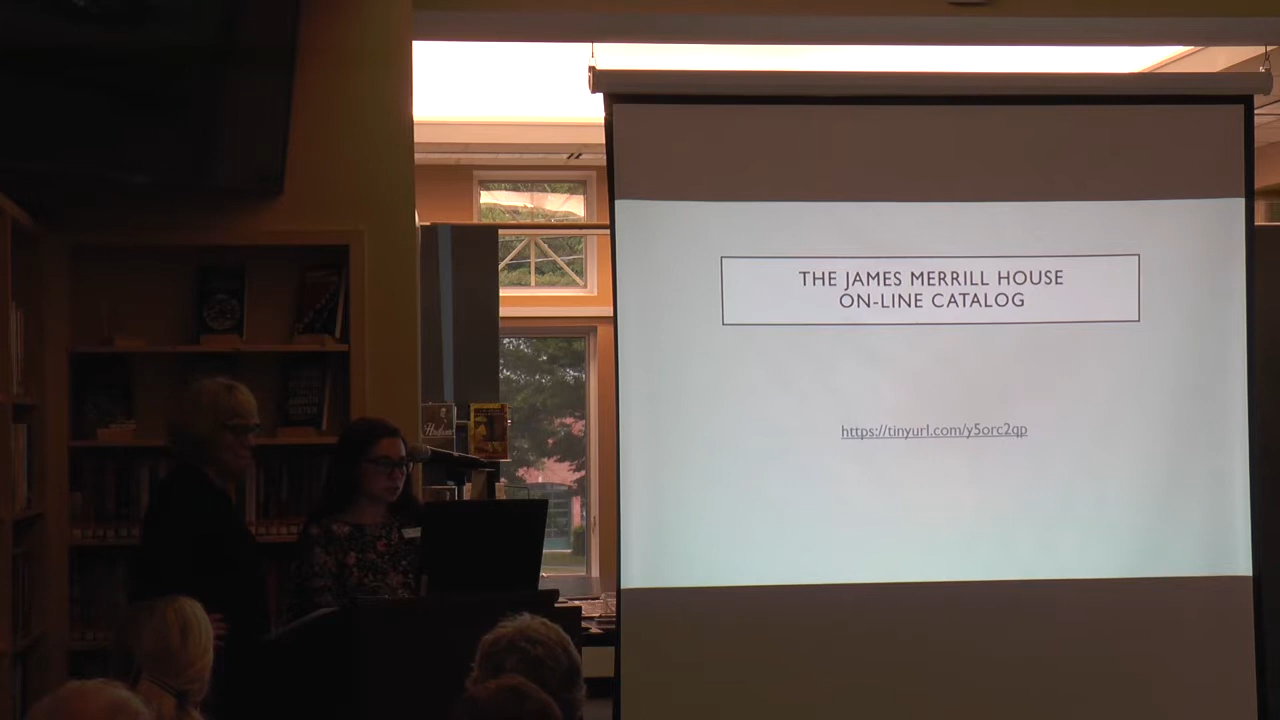 THE JAMES MERRILL HOUSE
ON-LINE CATALOG
https://tinyurl.com/y5orc2qp